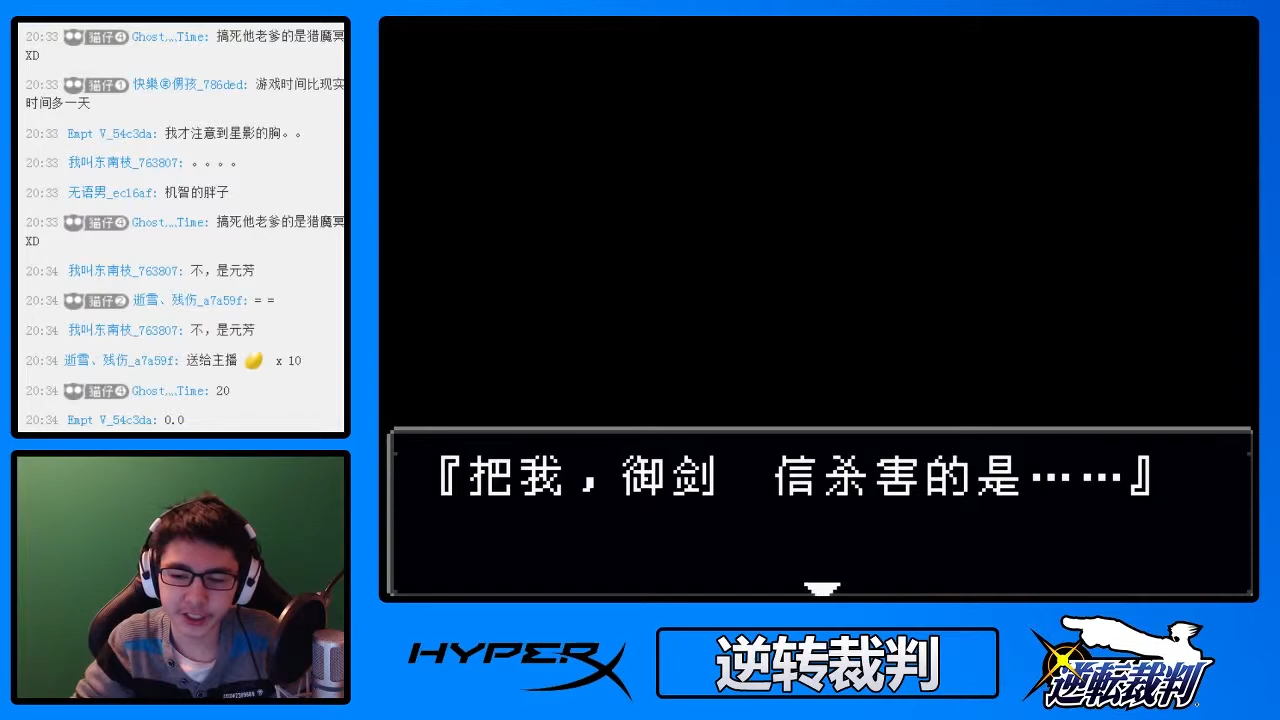 20:33 猫仔4 Ghost...Time: 搞死他老爹的是猎魔冥
XD
20:33 猫仔1 快樂②侽孩_786ded: 游戏时间比现实
时间多一天
20:33 Empt V_54c3da: 我才注意到星影的胸。。
20:33 我叫东南枝_763807: 。。。。
20:33 无语男_ec16af: 机智的胖子
20:33 猫仔4 Ghost...Time: 搞死他老爹的是猎魔冥
XD
20:34 我叫东南枝_763807: 不，是元芳
20:34 猫仔2 逝雪、残伤_a7a59f: = =
20:34 我叫东南枝_763807: 不，是元芳
20:34 逝雪、残伤_a7a59f: 送给主播 x 10
20:34 猫仔4 Ghost...Time: 20
20:34 Empt V_54c3da: 0.0
『把我，御剑　信杀害的是……』
HYPERX
逆转裁判
逆転裁判